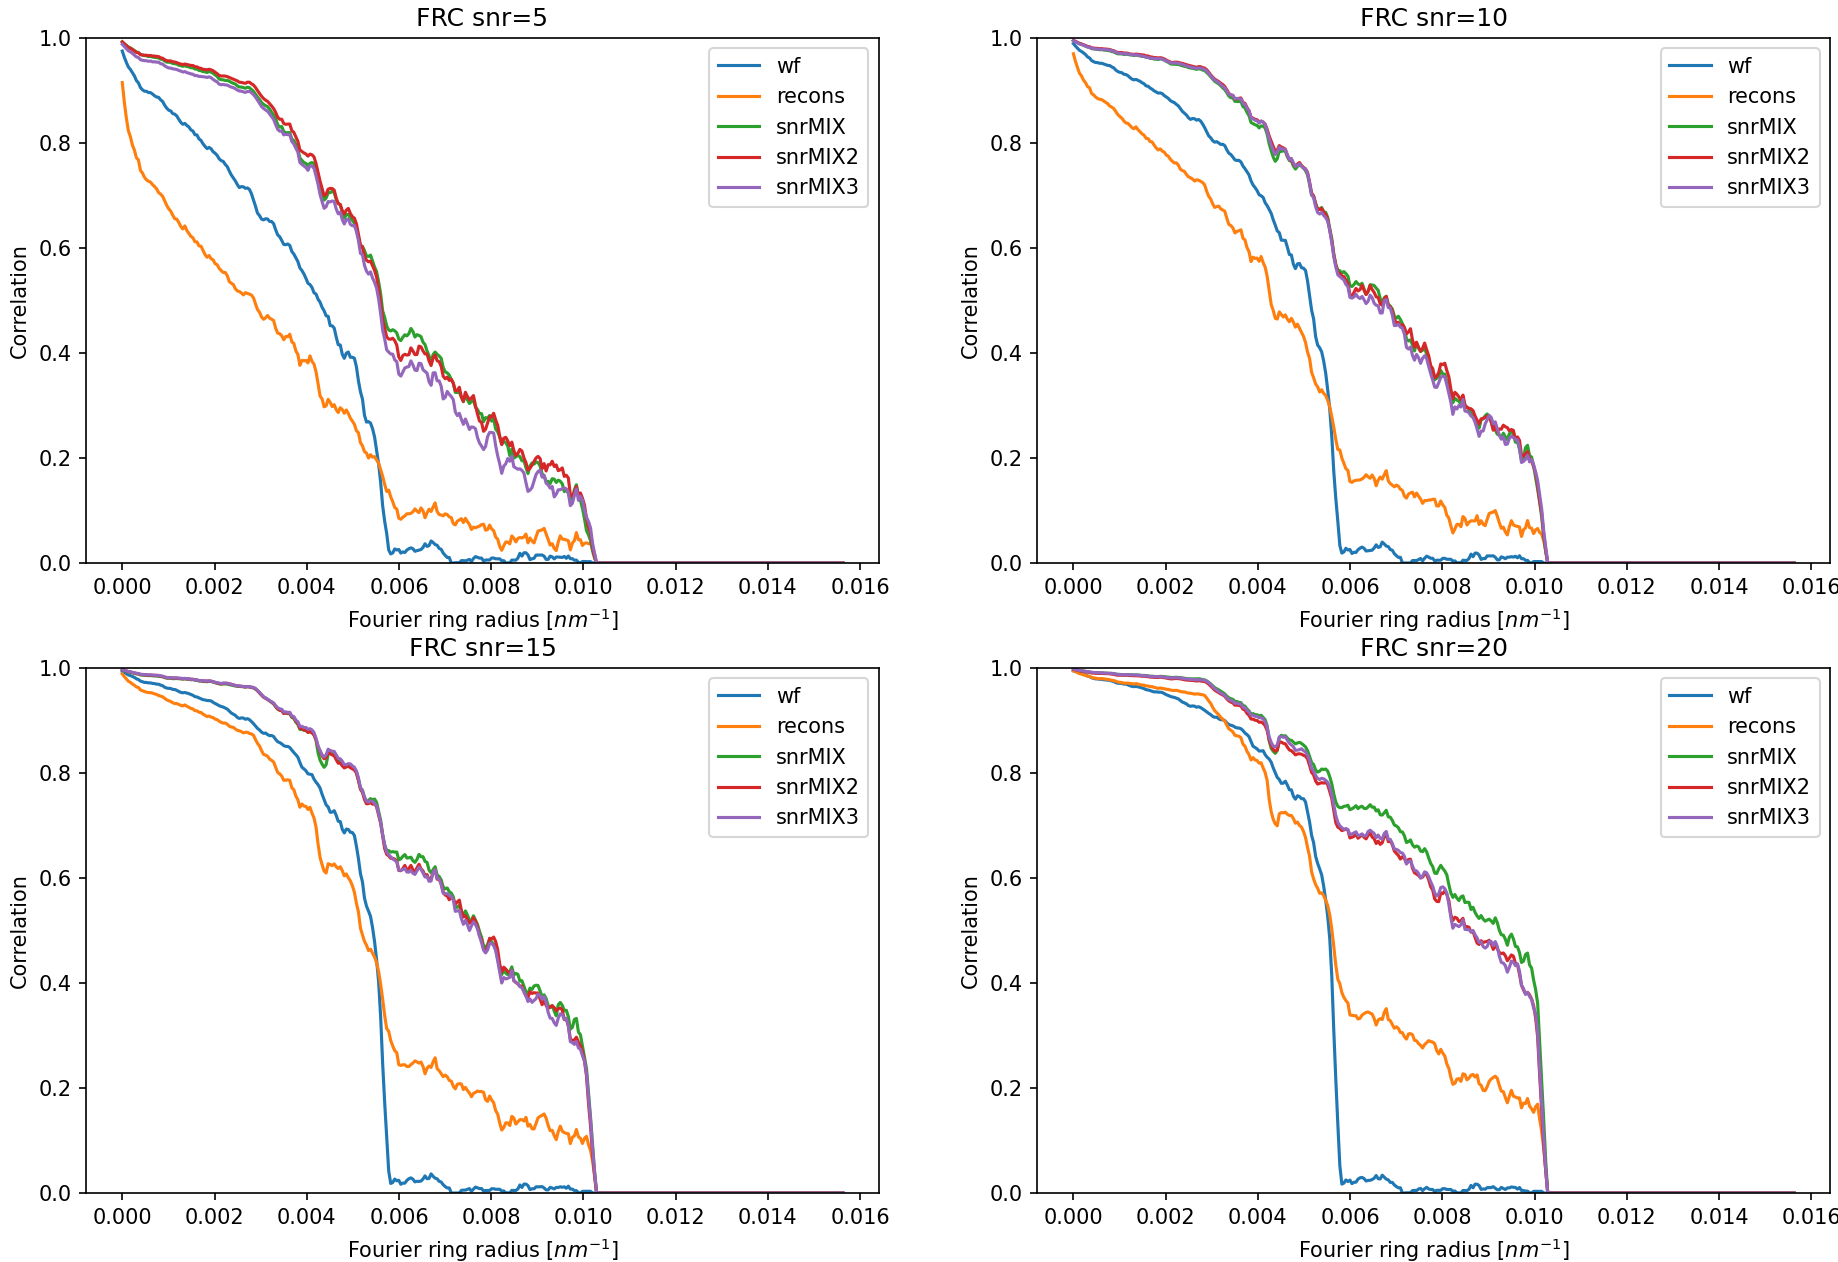 FRC snr=5
1.0
0.8
0.6
0.4
0.2
0.0
Correlation
wf
recons
snrMIX
snrMIX2
snrMIX3
0.000 0.002 0.004 0.006 0.008 0.010 0.012 0.014 0.016
Fourier ring radius [nm⁻¹]
FRC snr=10
1.0
0.8
0.6
0.4
0.2
0.0
Correlation
wf
recons
snrMIX
snrMIX2
snrMIX3
0.000 0.002 0.004 0.006 0.008 0.010 0.012 0.014 0.016
Fourier ring radius [nm⁻¹]
FRC snr=15
1.0
0.8
0.6
0.4
0.2
0.0
Correlation
wf
recons
snrMIX
snrMIX2
snrMIX3
0.000 0.002 0.004 0.006 0.008 0.010 0.012 0.014 0.016
Fourier ring radius [nm⁻¹]
FRC snr=20
1.0
0.8
0.6
0.4
0.2
0.0
Correlation
wf
recons
snrMIX
snrMIX2
snrMIX3
0.000 0.002 0.004 0.006 0.008 0.010 0.012 0.014 0.016
Fourier ring radius [nm⁻¹]